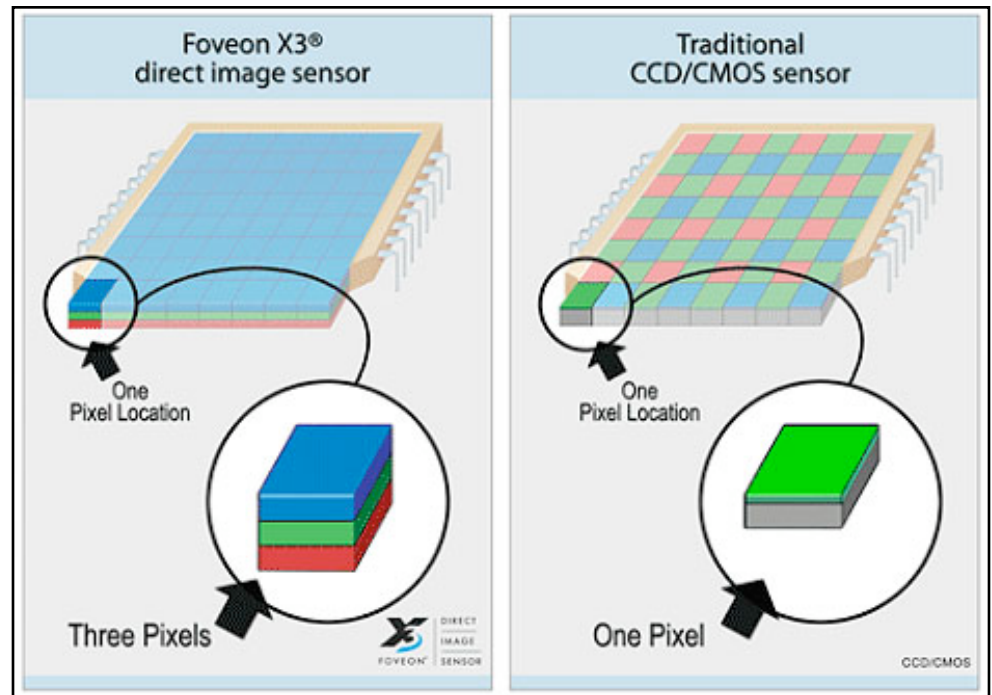 Foveon X3®
direct image sensor
One
Pixel Location
Three Pixels
X3
FOVEON®
DIRECT
IMAGE
SENSOR
Traditional
CCD/CMOS sensor
One
Pixel Location
One Pixel
CCD/CMOS